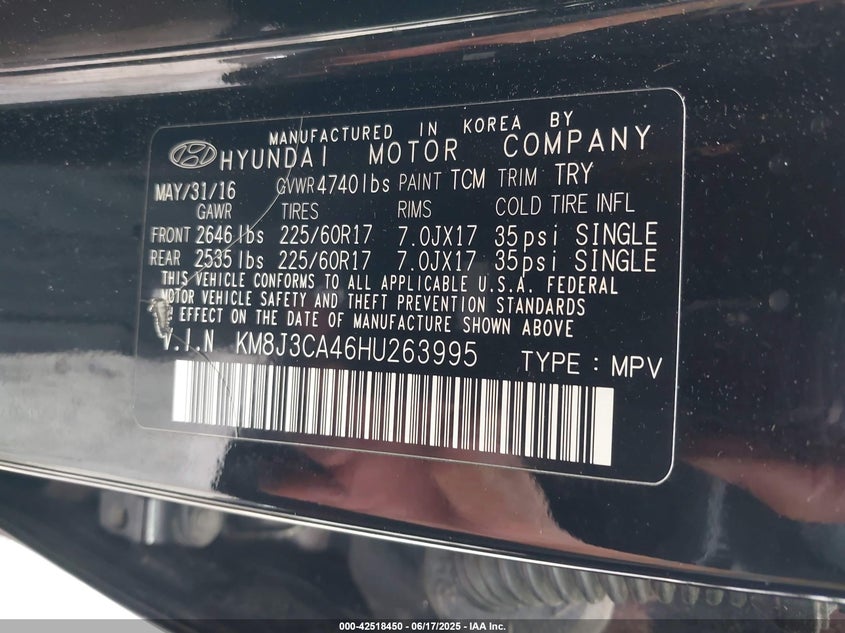 MANUFACTURED IN KOREA BY
HYUNDAI MOTOR COMPANY
MAY/31/16 GVWR 4740lbs PAINT TCM TRIM TRY
GAWR TIRES RIMS COLD TIRE INFL
FRONT 2646 lbs 225/60R17 7.0JX17 35psi SINGLE
REAR 2535 lbs 225/60R17 7.0JX17 35psi SINGLE
THIS VEHICLE CONFORMS TO ALL APPLICABLE U.S.A. FEDERAL
MOTOR VEHICLE SAFETY AND THEFT PREVENTION STANDARDS
EFFECT ON THE DATE OF MANUFACTURE SHOWN ABOVE
V.I.N KM8J3CA46HU263995 TYPE : MPV
000-42518450 - 06/17/2025 - IAA Inc.